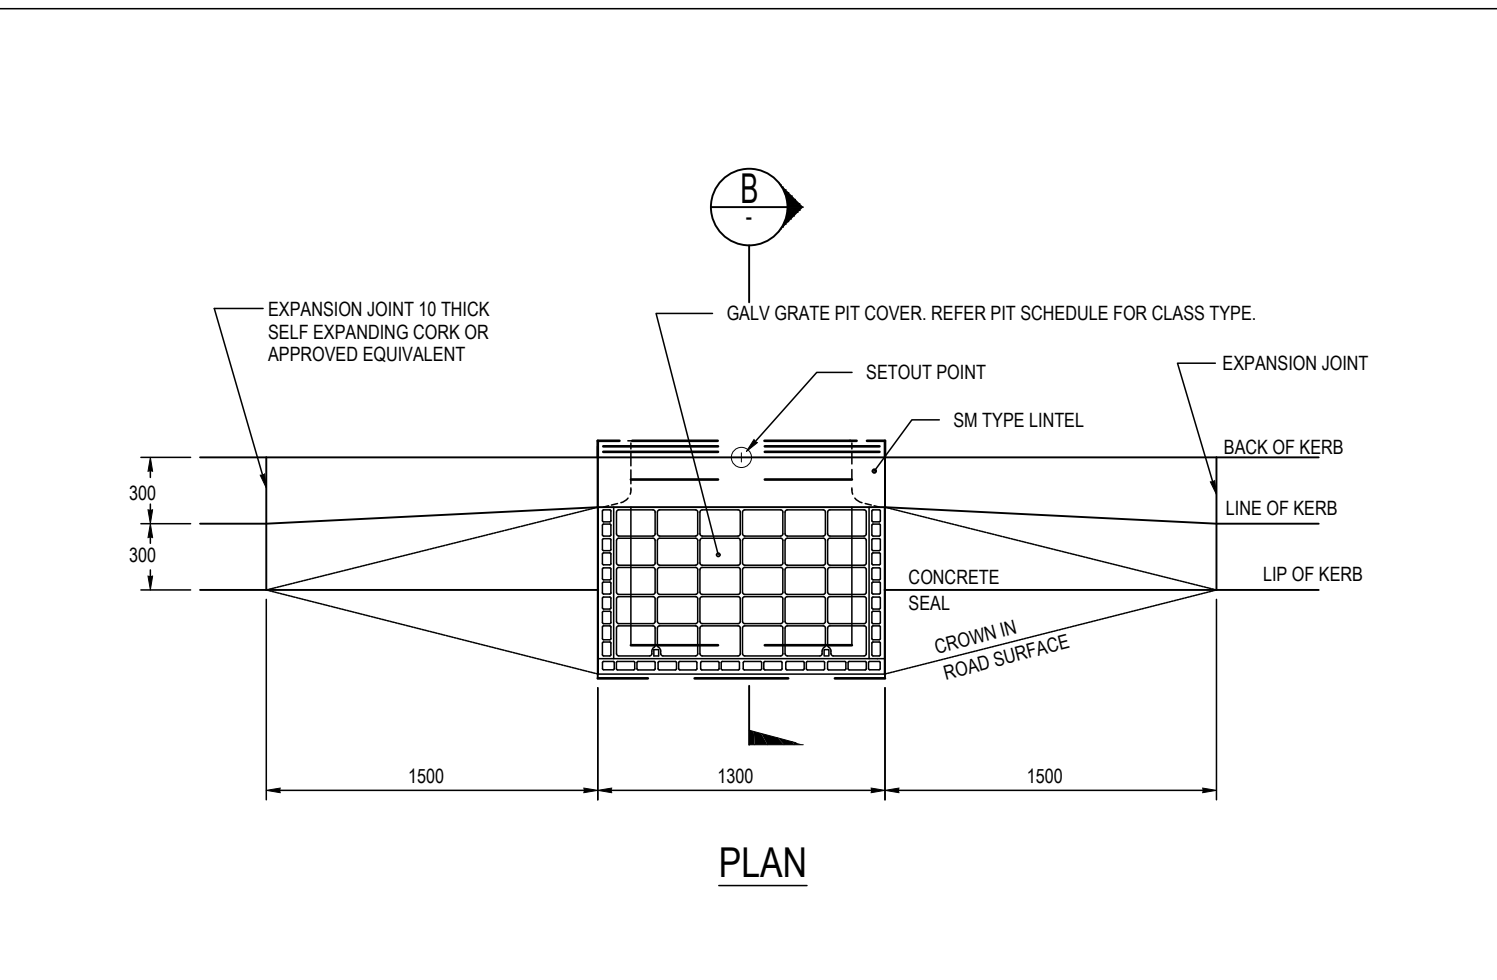 B
-
EXPANSION JOINT 10 THICK
SELF EXPANDING CORK OR
APPROVED EQUIVALENT
GALV GRATE PIT COVER. REFER PIT SCHEDULE FOR CLASS TYPE.
SETOUT POINT
EXPANSION JOINT
SM TYPE LINTEL
BACK OF KERB
300
LINE OF KERB
300
CONCRETE
SEAL
LIP OF KERB
CROWN IN
ROAD SURFACE
1500
1300
1500
PLAN